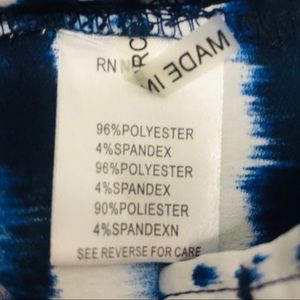 RN
MADE IN
96%POLYESTER
4%SPANDEX
96%POLYESTER
4%SPANDEX
90%POLIESTER
4%SPANDEXN
SEE REVERSE FOR CARE